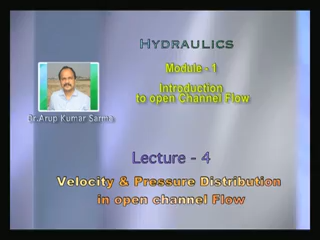 HYDRAULICS
Module - 1
Introduction
to open Channel Flow
Dr.Arup Kumar Sarma
Lecture - 4
Velocity & Pressure Distribution
in open channel Flow